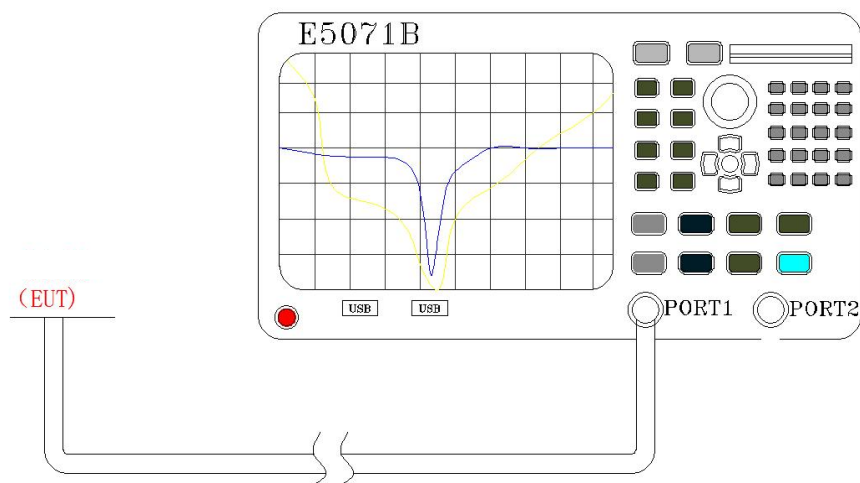 E5071B
(EUT)
USB
USB
PORT1
PORT2